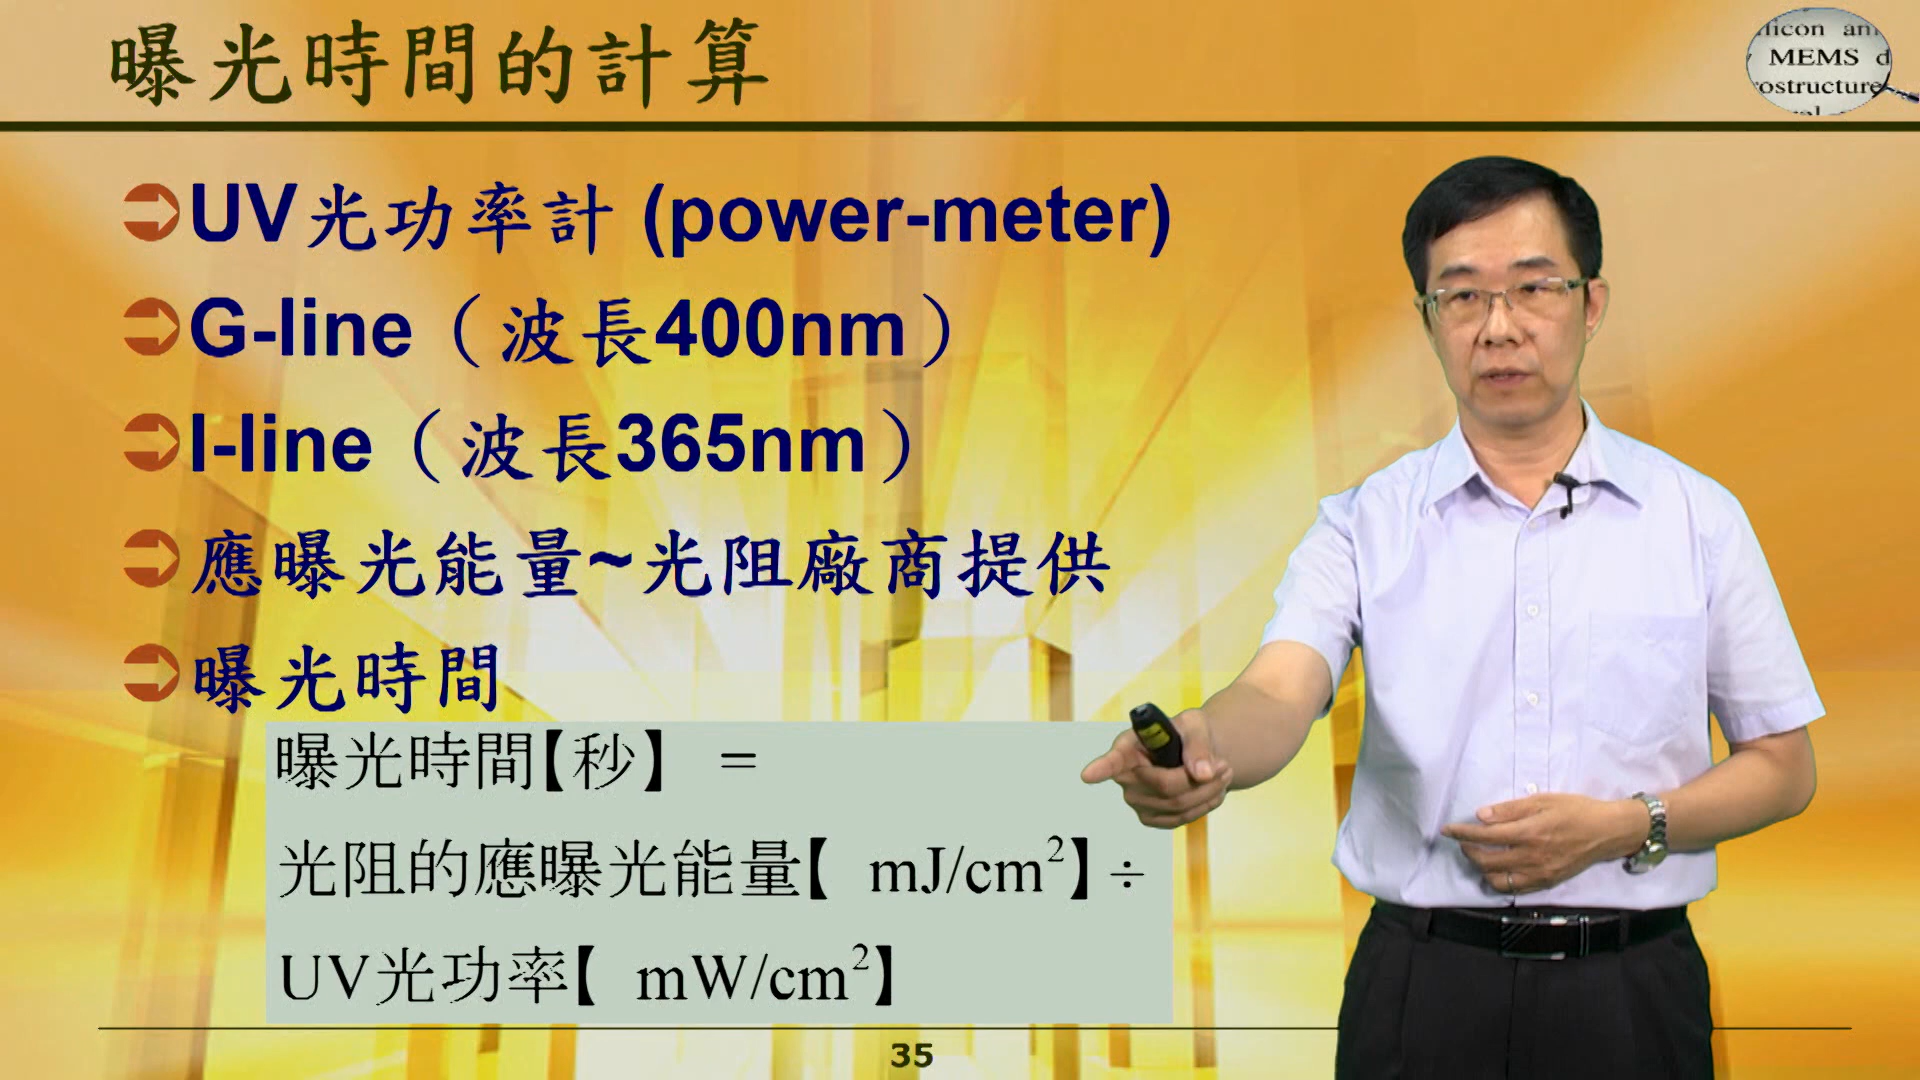 曝光時間的計算
licon an
MEMS d
ostructure
UV光功率計 (power-meter)
G-line（波長400nm）
I-line（波長365nm）
應曝光能量~光阻廠商提供
曝光時間
曝光時間【秒】 =
光阻的應曝光能量【 mJ/cm²】÷
UV光功率【 mW/cm²】
35